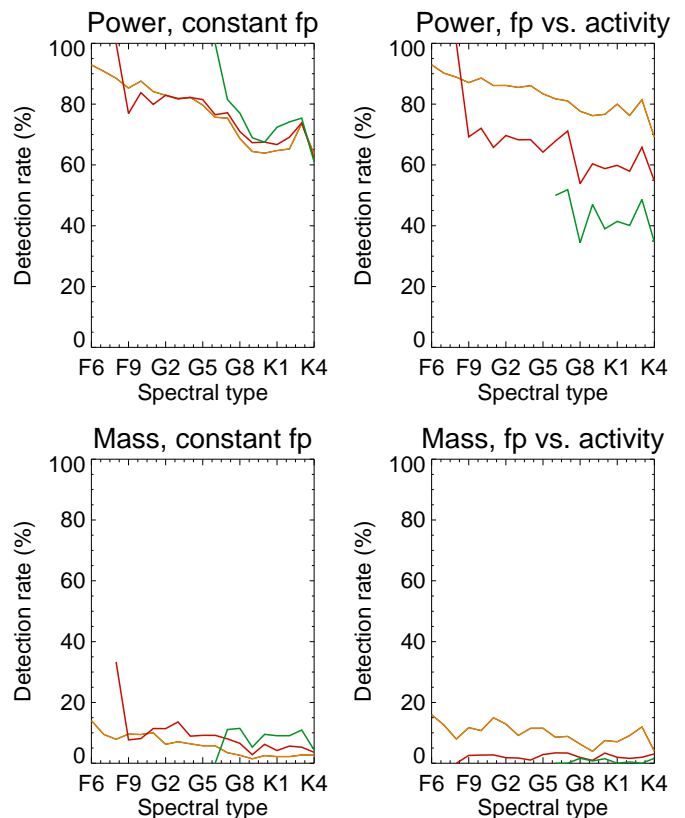 Power, constant fp
Detection rate (%)
100
80
60
40
20
0
F6 F9 G2 G5 G8 K1 K4
Spectral type
Power, fp vs. activity
Detection rate (%)
100
80
60
40
20
0
F6 F9 G2 G5 G8 K1 K4
Spectral type
Mass, constant fp
Detection rate (%)
100
80
60
40
20
0
F6 F9 G2 G5 G8 K1 K4
Spectral type
Mass, fp vs. activity
Detection rate (%)
100
80
60
40
20
0
F6 F9 G2 G5 G8 K1 K4
Spectral type